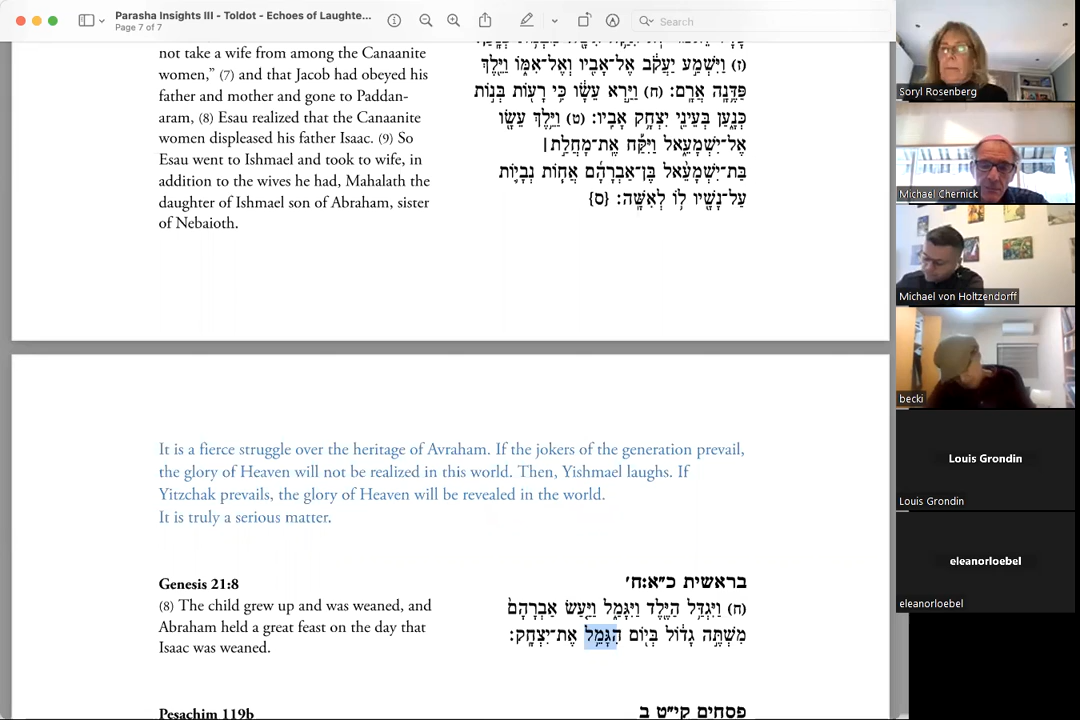 Parasha Insights III - Toldot - Echoes of Laughte...
Page 7 of 7
Search
not take a wife from among the Canaanite
women,” (7) and that Jacob had obeyed his
father and mother and gone to Paddan-
aram, (8) Esau realized that the Canaanite
women displeased his father Isaac. (9) So
Esau went to Ishmael and took to wife, in
addition to the wives he had, Mahalath the
daughter of Ishmael son of Abraham, sister
of Nebaioth.
(ז) וַיִּשְׁמַ֣ע יַעֲקֹ֔ב אֶל־אָבִ֖יו וְאֶל־אִמּ֑וֹ וַיֵּ֖לֶךְ
פַּדֶּ֥נָֽה אֲרָֽם׃ (ח) וַיַּ֣רְא עֵשָׂ֔ו כִּ֥י רָע֖וֹת בְּנ֣וֹת
כְּנָ֑עַן בְּעֵינֵ֖י יִצְחָ֥ק אָבִֽיו׃ (ט) וַיֵּ֥לֶךְ עֵשָׂ֖ו
אֶל־יִשְׁמָעֵ֑אל וַיִּקַּ֡ח אֶֽת־מָחֲלַ֣ת ׀
בַּת־יִשְׁמָעֵ֨אל בֶּן־אַבְרָהָ֜ם אֲח֧וֹת נְבָי֛וֹת
עַל־נָשָׁ֖יו ל֥וֹ לְאִשָּֽׁה׃ {ס}
It is a fierce struggle over the heritage of Avraham. If the jokers of the generation prevail,
the glory of Heaven will not be realized in this world. Then, Yishmael laughs. If
Yitzchak prevails, the glory of Heaven will be revealed in the world.
It is truly a serious matter.
Genesis 21:8
(8) The child grew up and was weaned, and
Abraham held a great feast on the day that
Isaac was weaned.
בראשית כ״א:ח׳
(ח) וַיִּגְדַּ֥ל הַיֶּ֖לֶד וַיִּגָּמַ֑ל וַיַּ֤עַשׂ אַבְרָהָם֙
מִשְׁתֶּ֣ה גָד֔וֹל בְּי֖וֹם הִגָּמֵ֥ל אֶת־יִצְחָֽק׃
Pesachim 119b
פסחים קי״ט ב
Soryl Rosenberg
Michael Chernick
Michael von Holtzendorff
becki
Louis Grondin
Louis Grondin
eleanorloebel
eleanorloebel